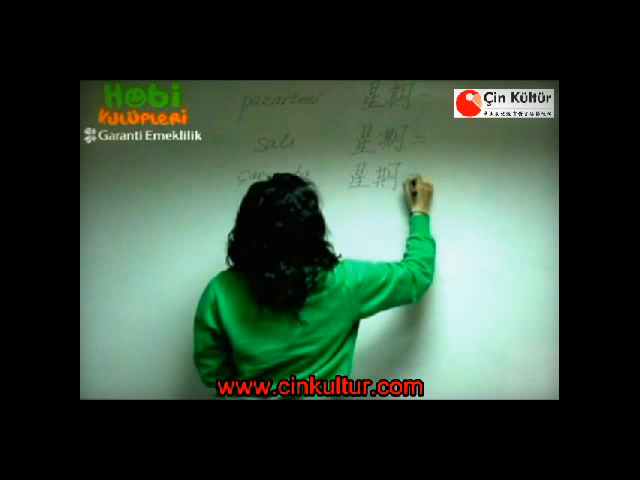 Hobi
KULÜPLERİ
Garanti Emeklilik
Çin Kültür
pazartesi 星期一
salı 星期二
星期
www.cinkultur.com